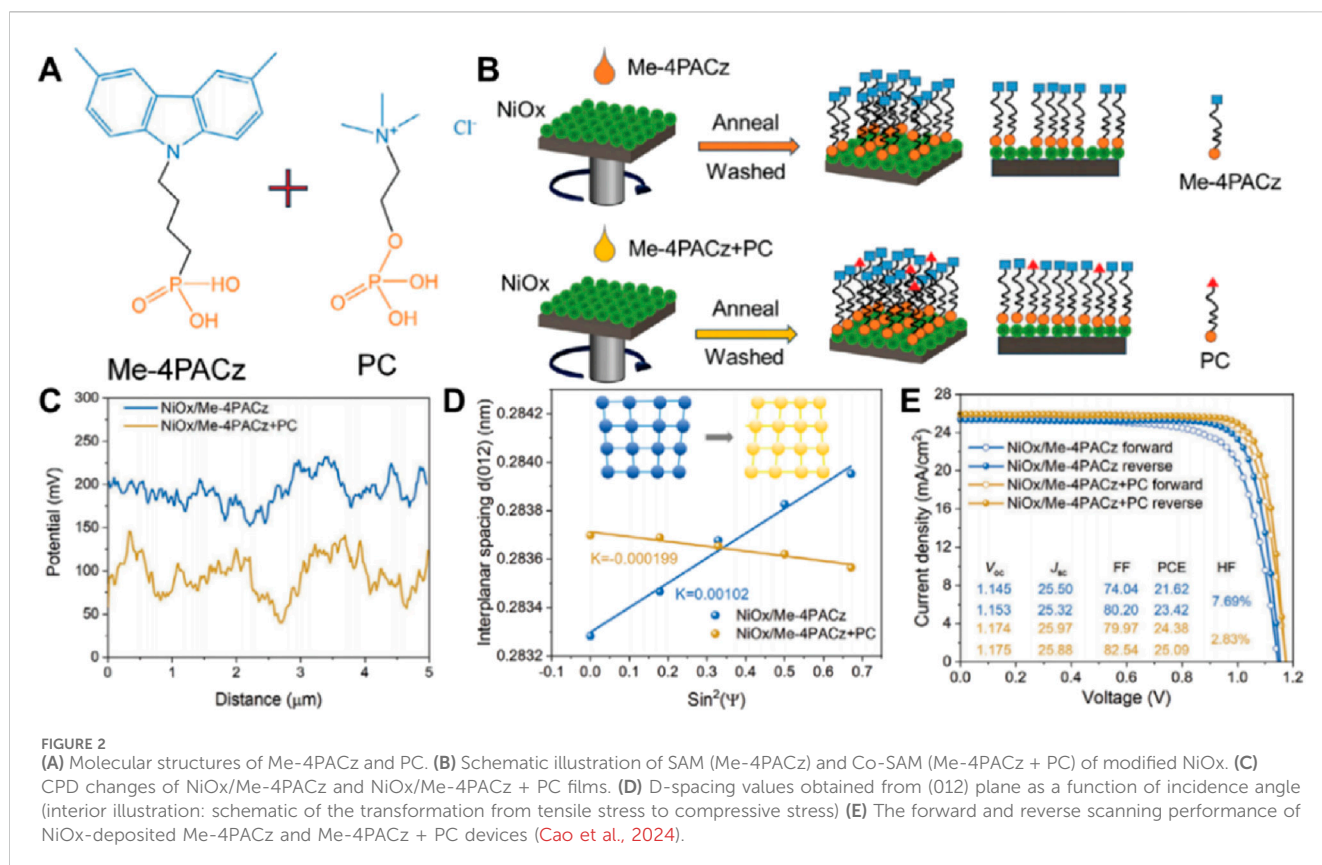 A
N
P
HO
O
OH
N+
Cl-
O
P
OH
O
OH
Me-4PACz
PC
B
Me-4PACz
NiOx
Anneal
Washed
Me-4PACz
Me-4PACz+PC
NiOx
Anneal
Washed
PC
C
NiOx/Me-4PACz
NiOx/Me-4PACz+PC
Potential (mV)
300
250
200
150
100
50
0
0
1
2
3
4
5
Distance (μm)
D
Interplanar spacing d(012) (nm)
0.2842
0.2840
0.2838
0.2836
0.2834
0.2832
K=-0.000199
K=0.00102
NiOx/Me-4PACz
NiOx/Me-4PACz+PC
-0.1 0.0 0.1 0.2 0.3 0.4 0.5 0.6 0.7
Sin2(Ψ)
E
Current density (mA/cm2)
28
24
20
16
12
8
4
0
NiOx/Me-4PACz forward
NiOx/Me-4PACz reverse
NiOx/Me-4PACz+PC forward
NiOx/Me-4PACz+PC reverse
Voc Jsc FF PCE HF
1.145 25.50 74.04 21.62
7.69%
1.153 25.32 80.20 23.42
1.174 25.97 79.97 24.38
2.83%
1.175 25.88 82.54 25.09
0.0 0.2 0.4 0.6 0.8 1.0 1.2
Voltage (V)
FIGURE 2
(A) Molecular structures of Me-4PACz and PC. (B) Schematic illustration of SAM (Me-4PACz) and Co-SAM (Me-4PACz + PC) of modified NiOx. (C)
CPD changes of NiOx/Me-4PACz and NiOx/Me-4PACz + PC films. (D) D-spacing values obtained from (012) plane as a function of incidence angle
(interior illustration: schematic of the transformation from tensile stress to compressive stress) (E) The forward and reverse scanning performance of
NiOx-deposited Me-4PACz and Me-4PACz + PC devices (Cao et al., 2024).